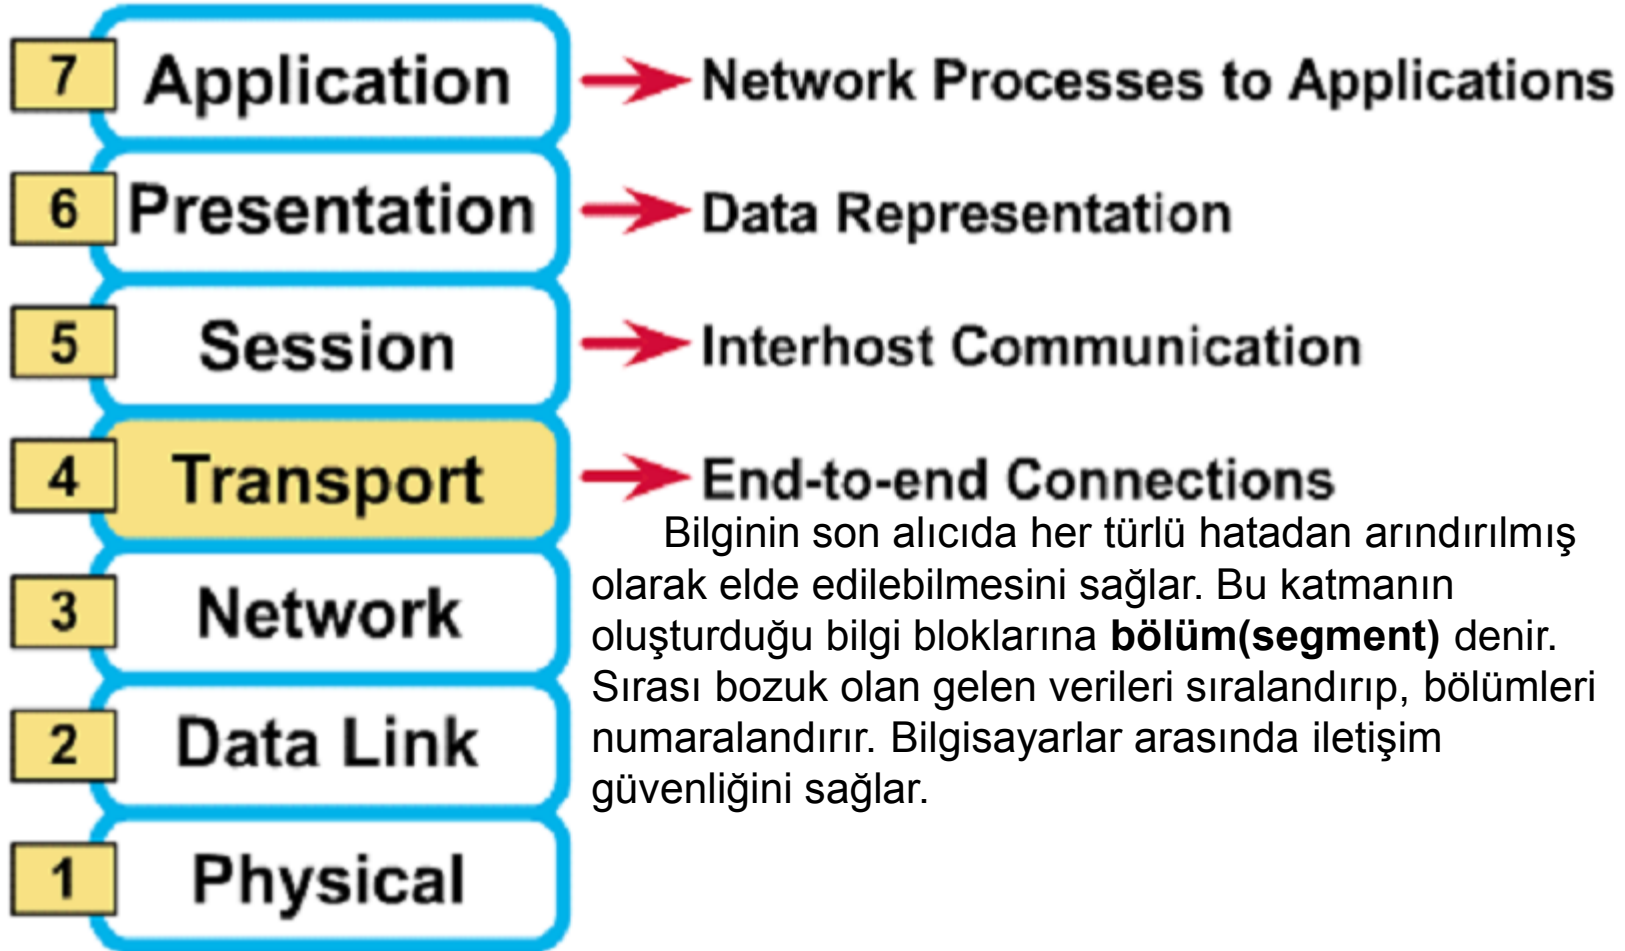 7 Application Network Processes to Applications
6 Presentation Data Representation
5 Session Interhost Communication
4 Transport End-to-end Connections
Bilginin son alıcıda her türlü hatadan arındırılmış
olarak elde edilebilmesini sağlar. Bu katmanın
oluşturduğu bilgi bloklarına bölüm(segment) denir.
Sırası bozuk olan gelen verileri sıralandırıp, bölümleri
numaralandırır. Bilgisayarlar arasında iletişim
güvenliğini sağlar.
3 Network
2 Data Link
1 Physical